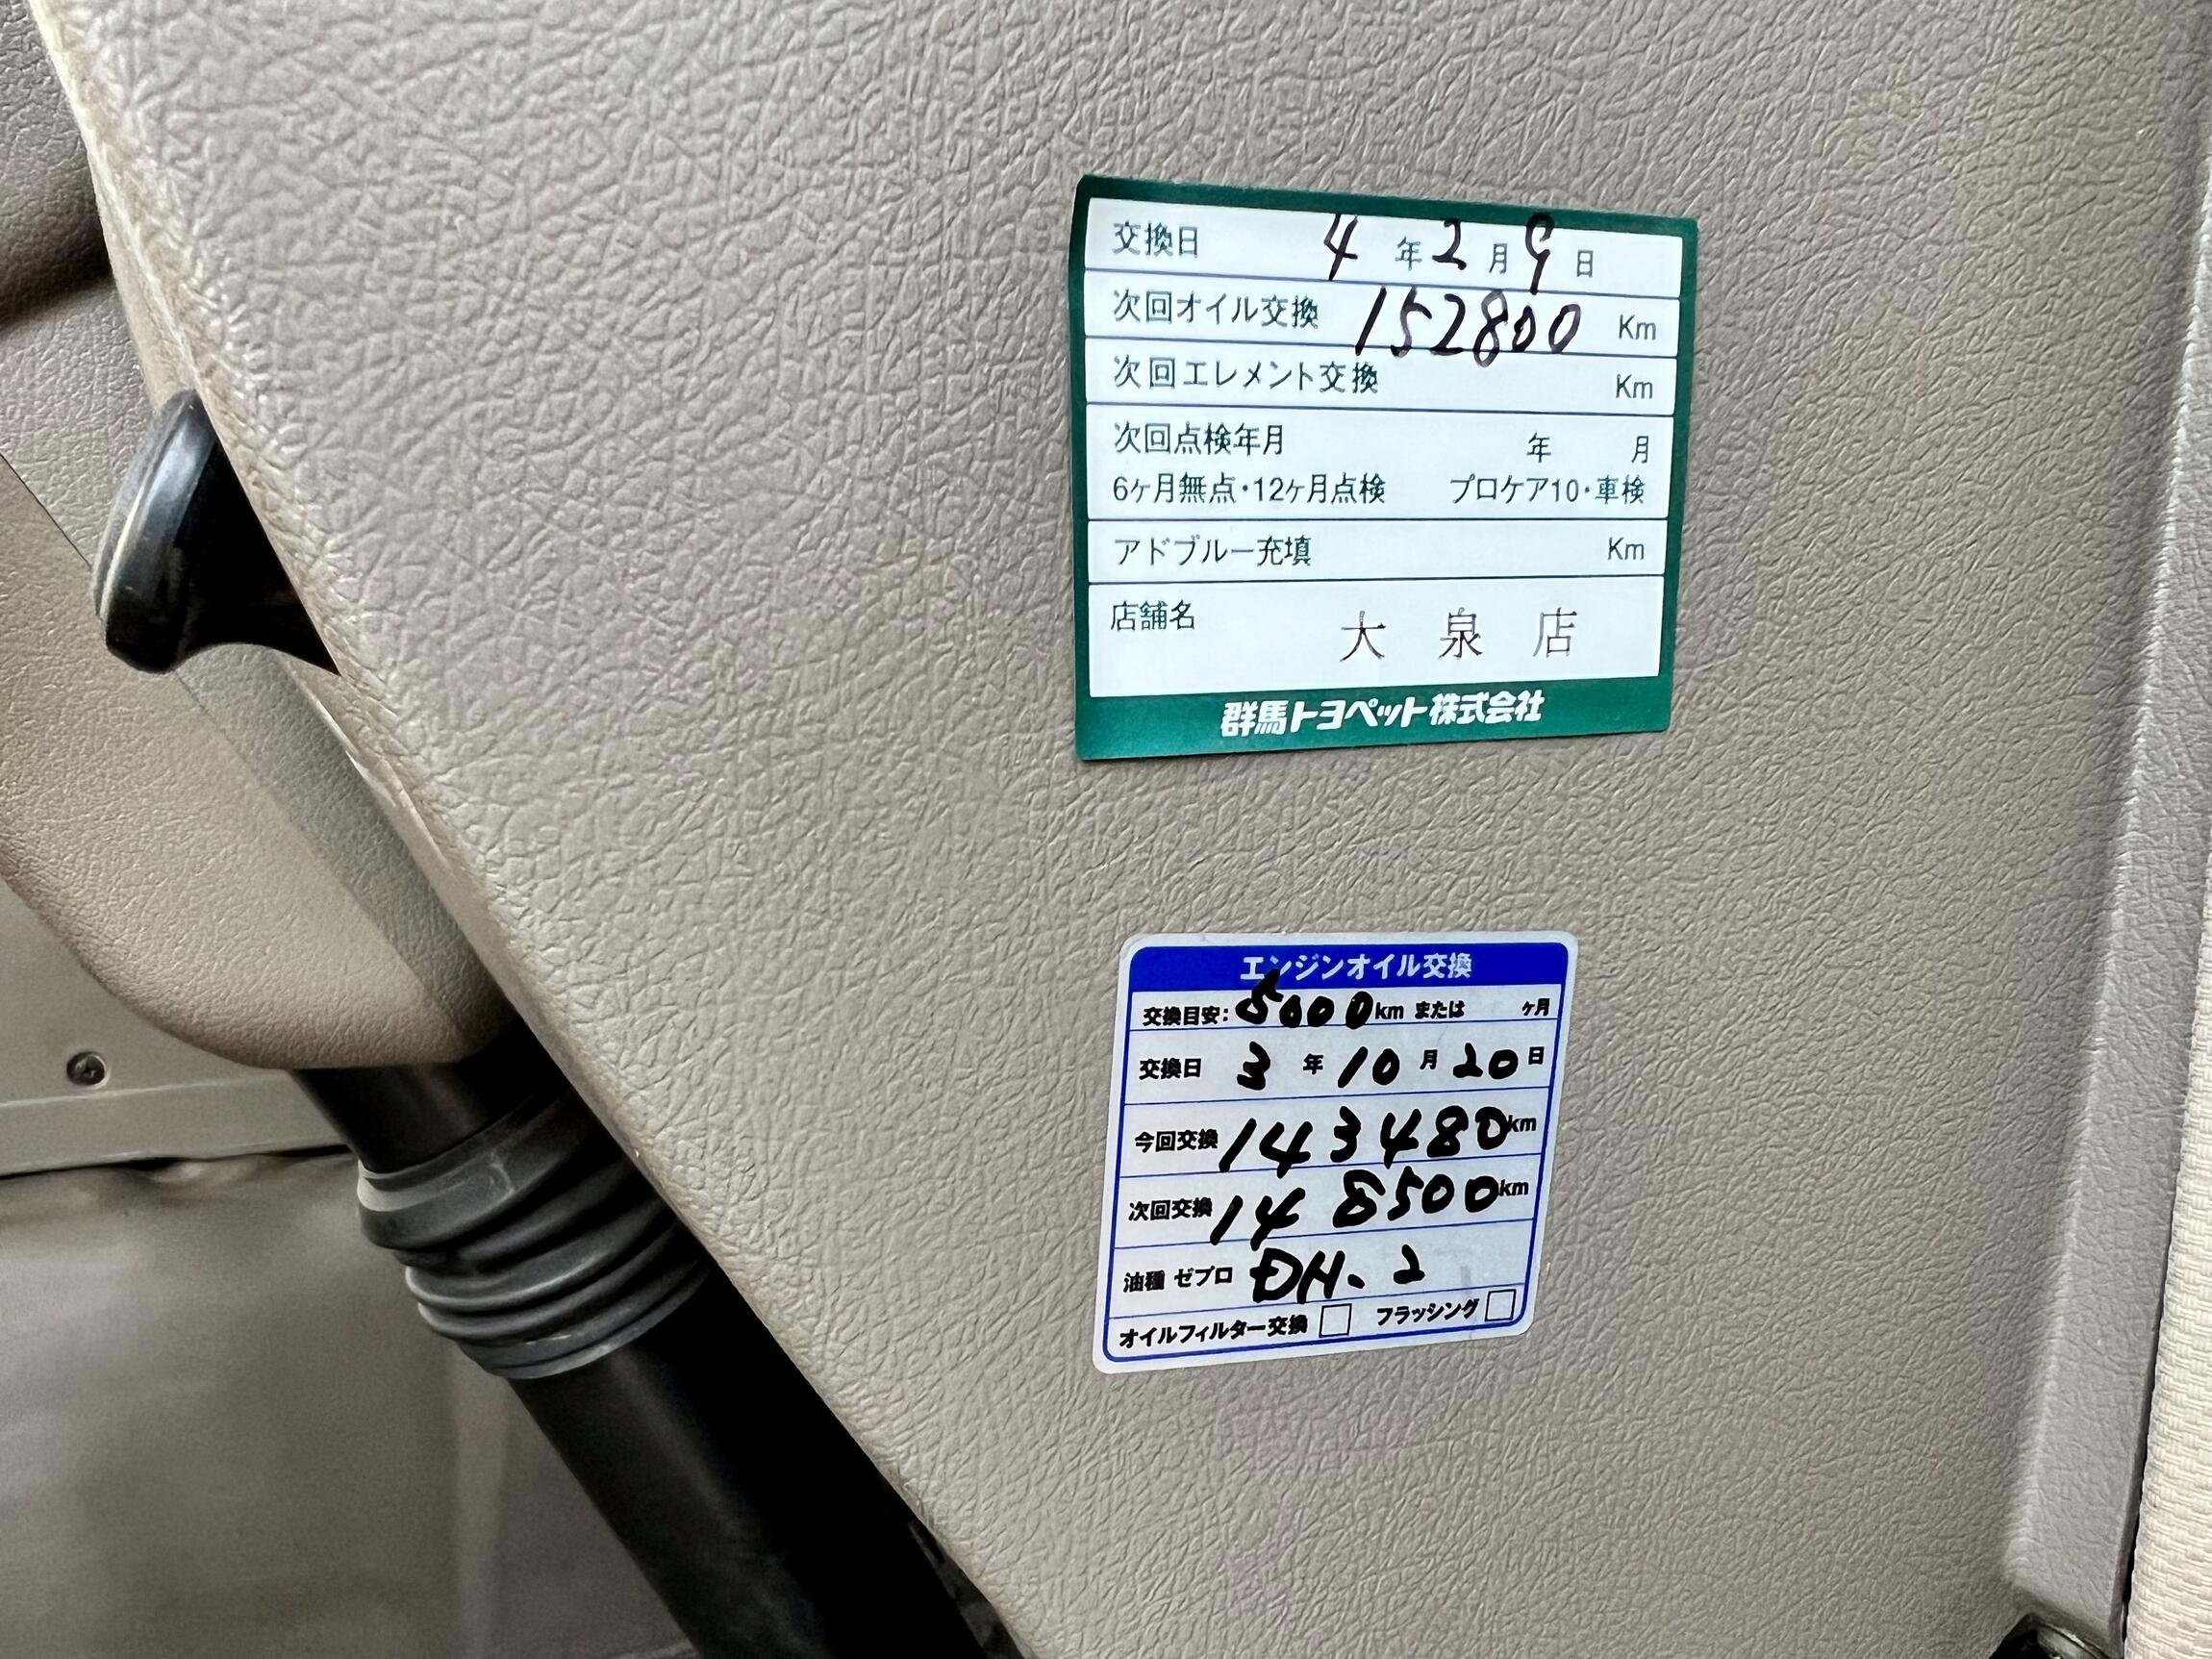 交換日 4 年 2 月 9 日
次回オイル交換 152800 Km
次回エレメント交換 Km
次回点検年月 年 月
6ヶ月無点・12ヶ月点検 プロケア10・車検
アドブルー充填 Km
店舗名 大泉店
群馬トヨペット株式会社
エンジンオイル交換
交換目安: 5000 km または ヶ月
交換日 3 年 10 月 20 日
今回交換 143480 km
次回交換 148500 km
油種 ゼプロ DH-2
オイルフィルター交換 □ フラッシング □